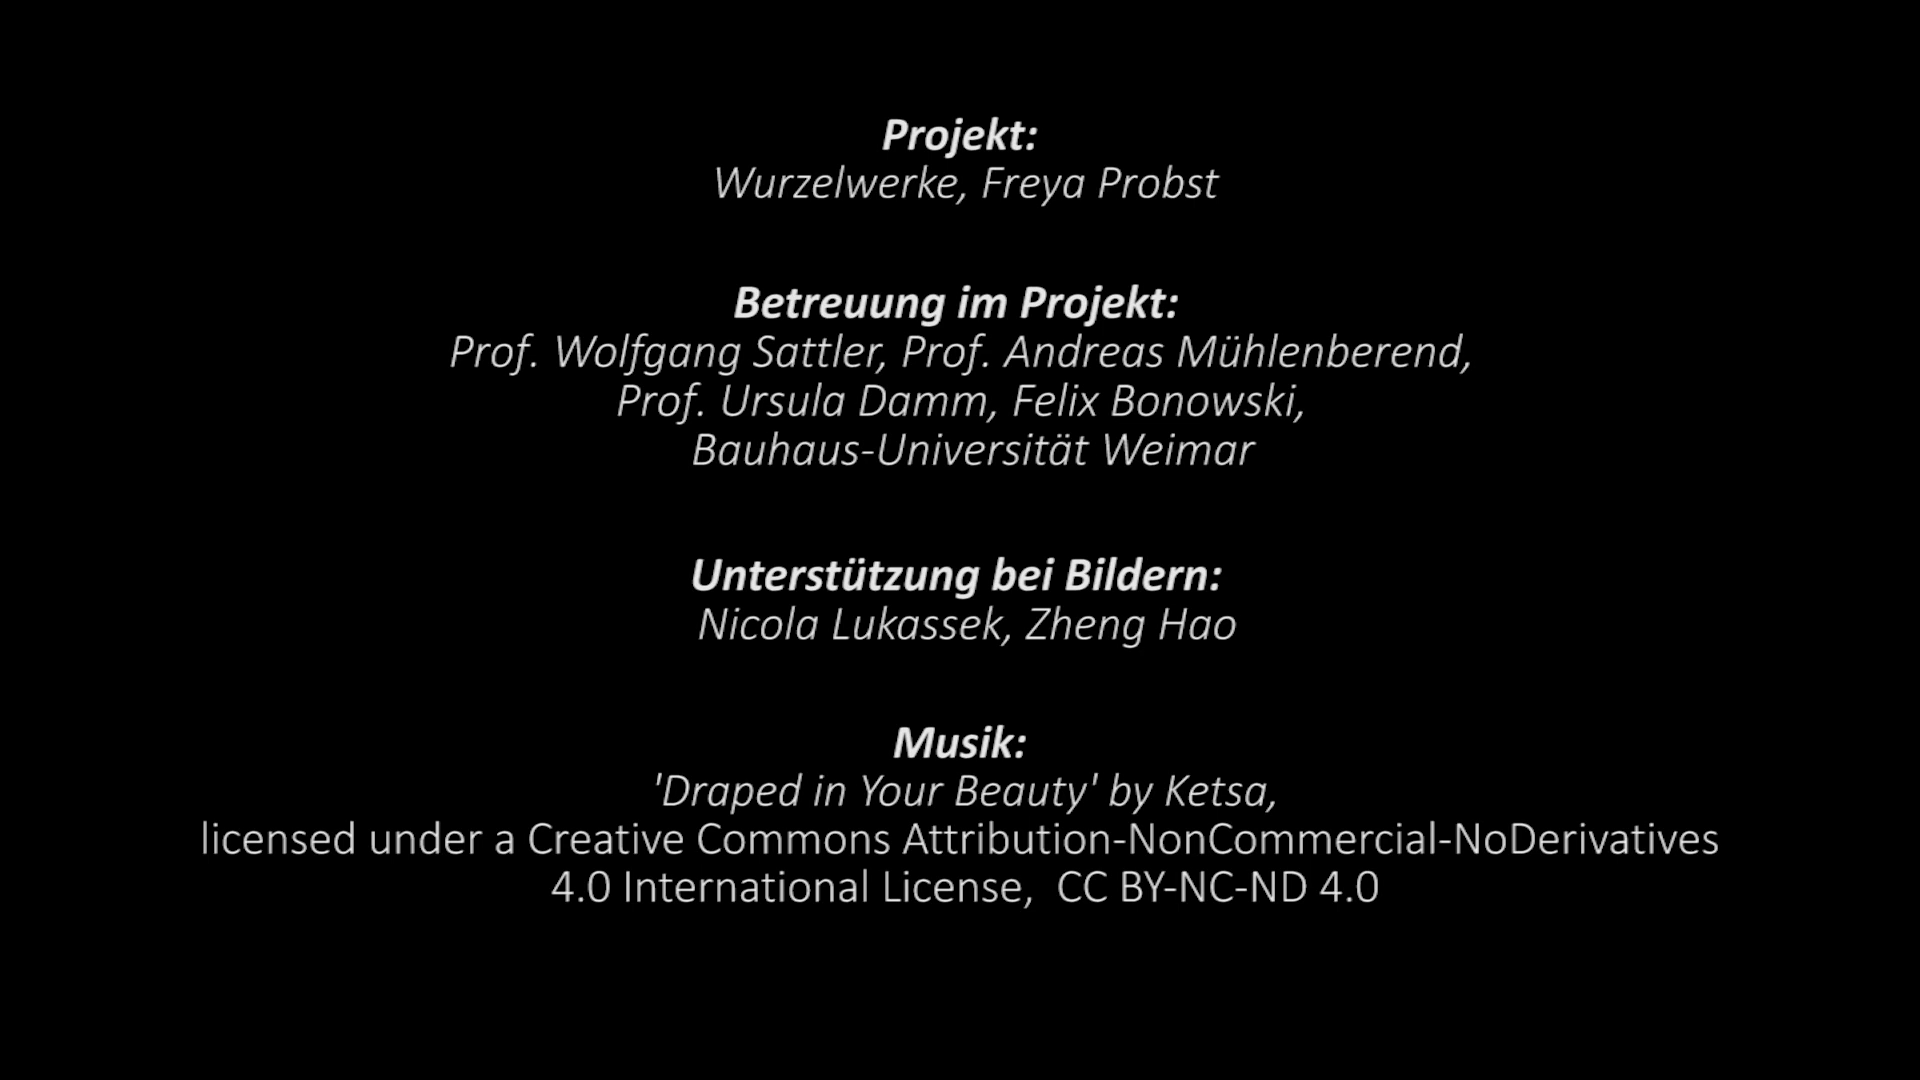 Projekt:
Wurzelwerke, Freya Probst
Betreuung im Projekt:
Prof. Wolfgang Sattler, Prof. Andreas Mühlenberend,
Prof. Ursula Damm, Felix Bonowski,
Bauhaus-Universität Weimar
Unterstützung bei Bildern:
Nicola Lukassek, Zheng Hao
Musik:
'Draped in Your Beauty' by Ketsa,
licensed under a Creative Commons Attribution-NonCommercial-NoDerivatives
4.0 International License,  CC BY-NC-ND 4.0